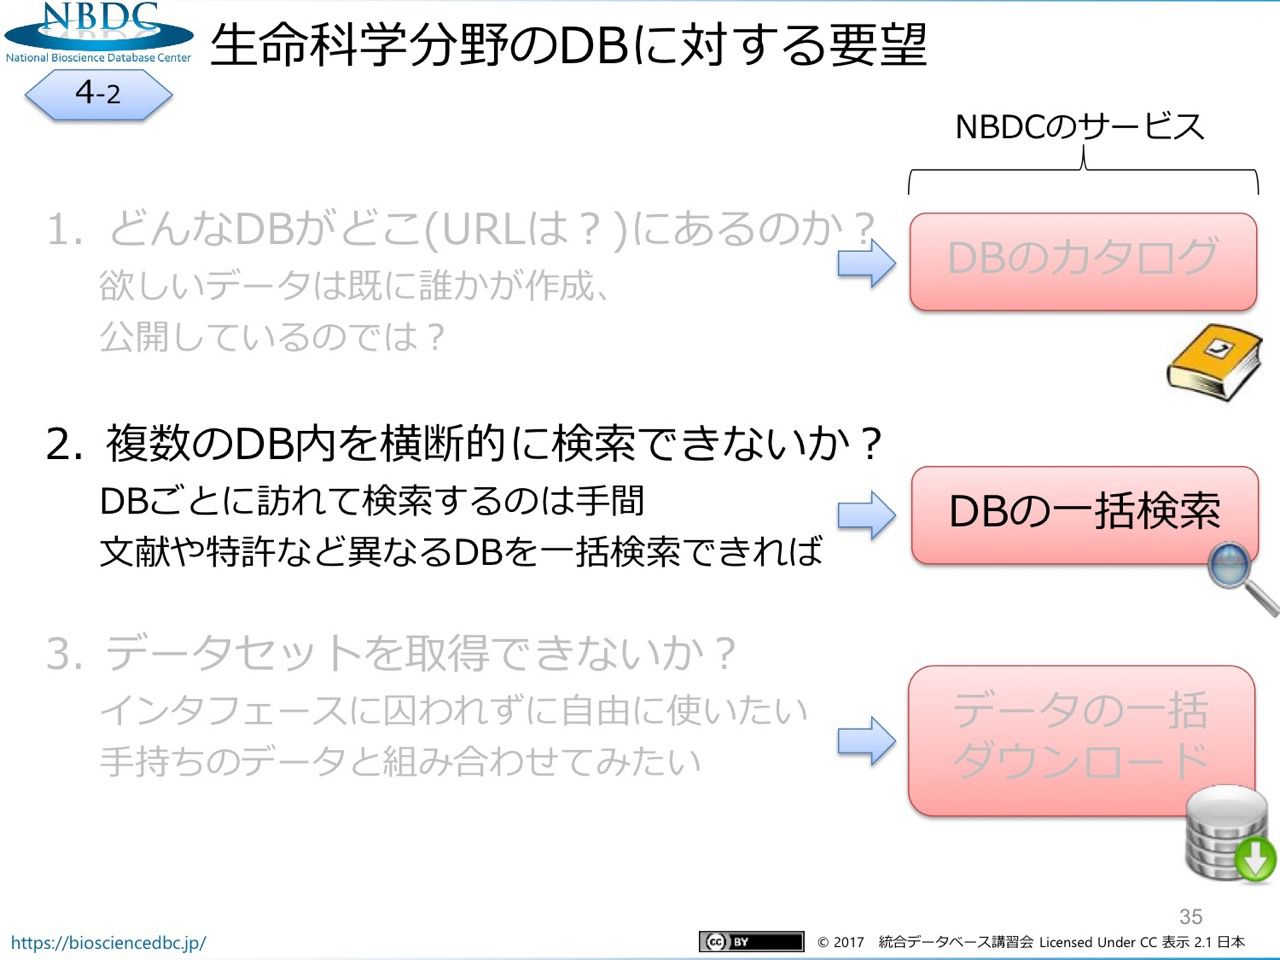 NBDC
National Bioscience Database Center
生命科学分野のDBに対する要望
4-2
NBDCのサービス
1. どんなDBがどこ(URLは？)にあるのか？
欲しいデータは既に誰かが作成、
公開しているのでは？
DBのカタログ
2. 複数のDB内を横断的に検索できないか？
DBごとに訪れて検索するのは手間
文献や特許など異なるDBを一括検索できれば
DBの一括検索
3. データセットを取得できないか？
インタフェースに囚われずに自由に使いたい
手持ちのデータと組み合わせてみたい
データの一括
ダウンロード
35
https://biosciencedbc.jp/
cc BY
© 2017 統合データベース講習会 Licensed Under CC 表示 2.1 日本